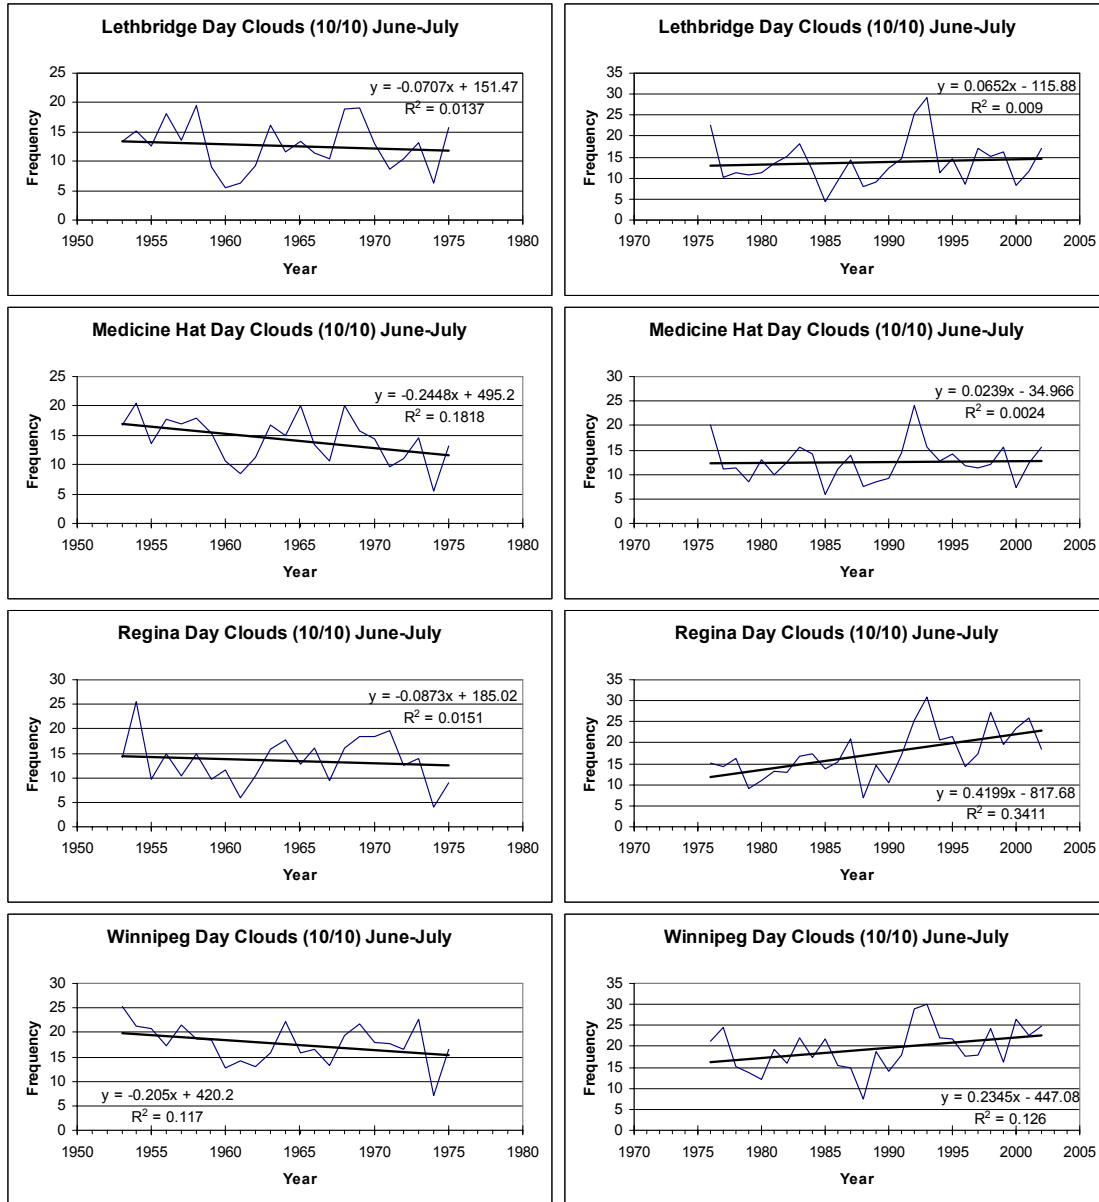 Lethbridge Day Clouds (10/10) June-July
y = -0.0707x + 151.47
R² = 0.0137
Frequency
25
20
15
10
5
0
1950 1955 1960 1965 1970 1975 1980
Year
Lethbridge Day Clouds (10/10) June-July
y = 0.0652x - 115.88
R² = 0.009
Frequency
35
30
25
20
15
10
5
0
1970 1975 1980 1985 1990 1995 2000 2005
Year
Medicine Hat Day Clouds (10/10) June-July
y = -0.2448x + 495.2
R² = 0.1818
Frequency
25
20
15
10
5
0
1950 1955 1960 1965 1970 1975 1980
Year
Medicine Hat Day Clouds (10/10) June-July
y = 0.0239x - 34.966
R² = 0.0024
Frequency
30
25
20
15
10
5
0
1970 1975 1980 1985 1990 1995 2000 2005
Year
Regina Day Clouds (10/10) June-July
y = -0.0873x + 185.02
R² = 0.0151
Frequency
30
25
20
15
10
5
0
1950 1955 1960 1965 1970 1975 1980
Year
Regina Day Clouds (10/10) June-July
y = 0.4199x - 817.68
R² = 0.3411
Frequency
35
30
25
20
15
10
5
0
1970 1975 1980 1985 1990 1995 2000 2005
Year
Winnipeg Day Clouds (10/10) June-July
y = -0.205x + 420.2
R² = 0.117
Frequency
30
25
20
15
10
5
0
1950 1955 1960 1965 1970 1975 1980
Year
Winnipeg Day Clouds (10/10) June-July
y = 0.2345x - 447.08
R² = 0.126
Frequency
35
30
25
20
15
10
5
0
1970 1975 1980 1985 1990 1995 2000 2005
Year